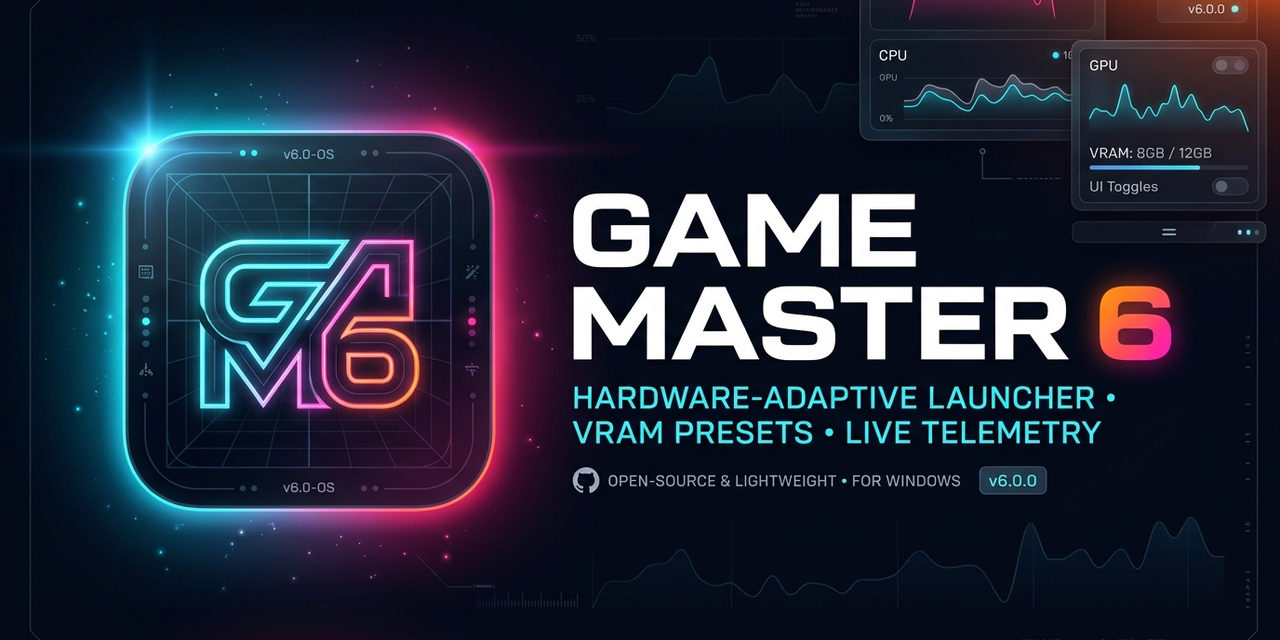 v6.0.0
50%
25%
CPU
GPU
0%
GPU
VRAM: 8GB / 12GB
UI Toggles
v6.0-OS
GM6
v6.0-OS
GAME
MASTER 6
HARDWARE-ADAPTIVE LAUNCHER •
VRAM PRESETS • LIVE TELEMETRY
OPEN-SOURCE & LIGHTWEIGHT • FOR WINDOWS
v6.0.0